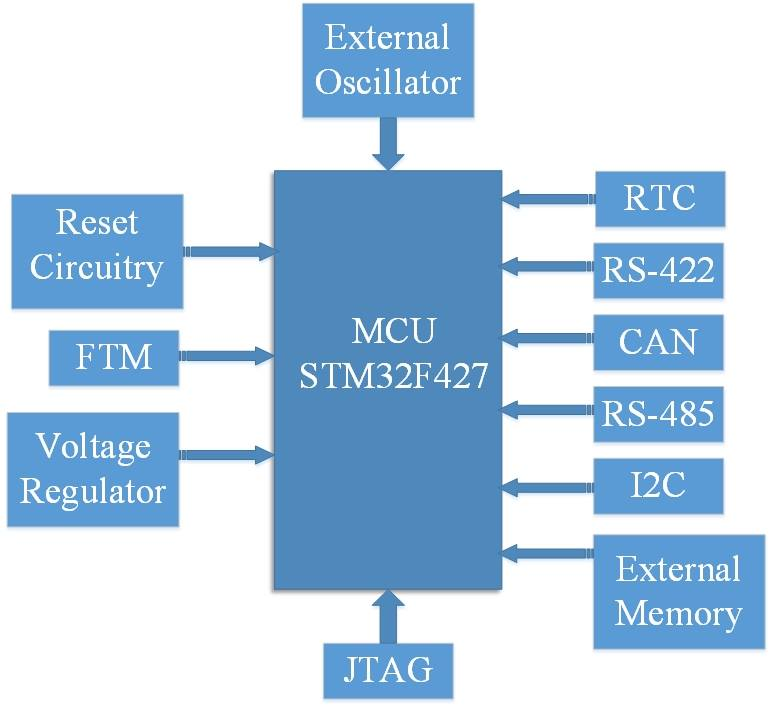 External
Oscillator
Reset
Circuitry
FTM
Voltage
Regulator
MCU
STM32F427
RTC
RS-422
CAN
RS-485
I2C
External
Memory
JTAG